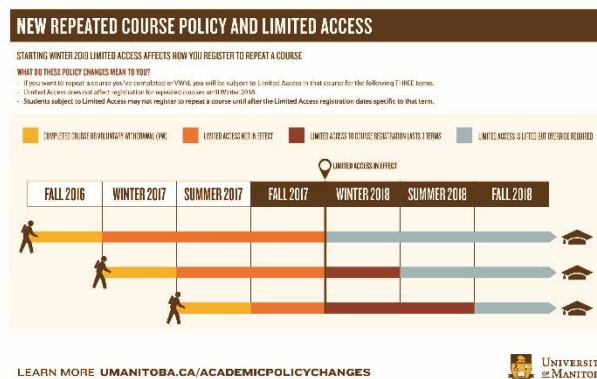 NEW REPEATED COURSE POLICY AND LIMITED ACCESS
STARTING WINTER 2018 LIMITED ACCESS AFFECTS HOW YOU REGISTER TO REPEAT A COURSE
WHAT DO THESE POLICY CHANGES MEAN TO YOU?
- If you want to repeat a course you've completed or VW'd, you will be subject to Limited Access in that course for the following THREE terms.
- Limited Access does not affect registration for repeated courses until Winter 2018.
- Students subject to Limited Access may not register to repeat a course until after the Limited Access registration dates specific to that term.
COMPLETED COURSE OR VOLUNTARY WITHDRAWAL (VW)
LIMITED ACCESS NOT IN EFFECT
LIMITED ACCESS TO COURSE REGISTRATION LASTS 3 TERMS
LIMITED ACCESS IS LIFTED BUT OVERRIDE REQUIRED
LIMITED ACCESS IN EFFECT
FALL 2016 WINTER 2017 SUMMER 2017 FALL 2017 WINTER 2018 SUMMER 2018 FALL 2018
LEARN MORE UMANITOBA.CA/ACADEMICPOLICYCHANGES
UNIVERSIT
OF MANITOB